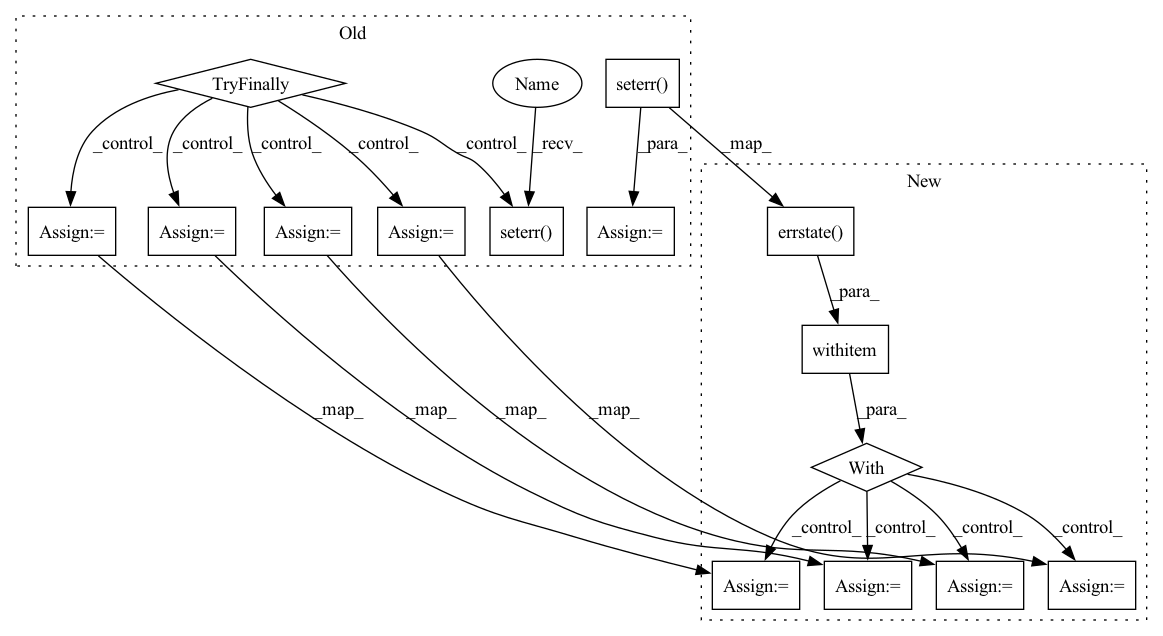 Old
TryFinally
Name
seterr()
_control_ _control_ _control_ _control_ _control_ _recv_ _para_ _map_
New
Assign:= Assign:= Assign:= Assign:= seterr() Assign:= errstate()
_para_
withitem
_map_ _map_ _map_ _map_ _para_
With
_control_ _control_ _control_ _control_
Assign:= Assign:= Assign:= Assign:=